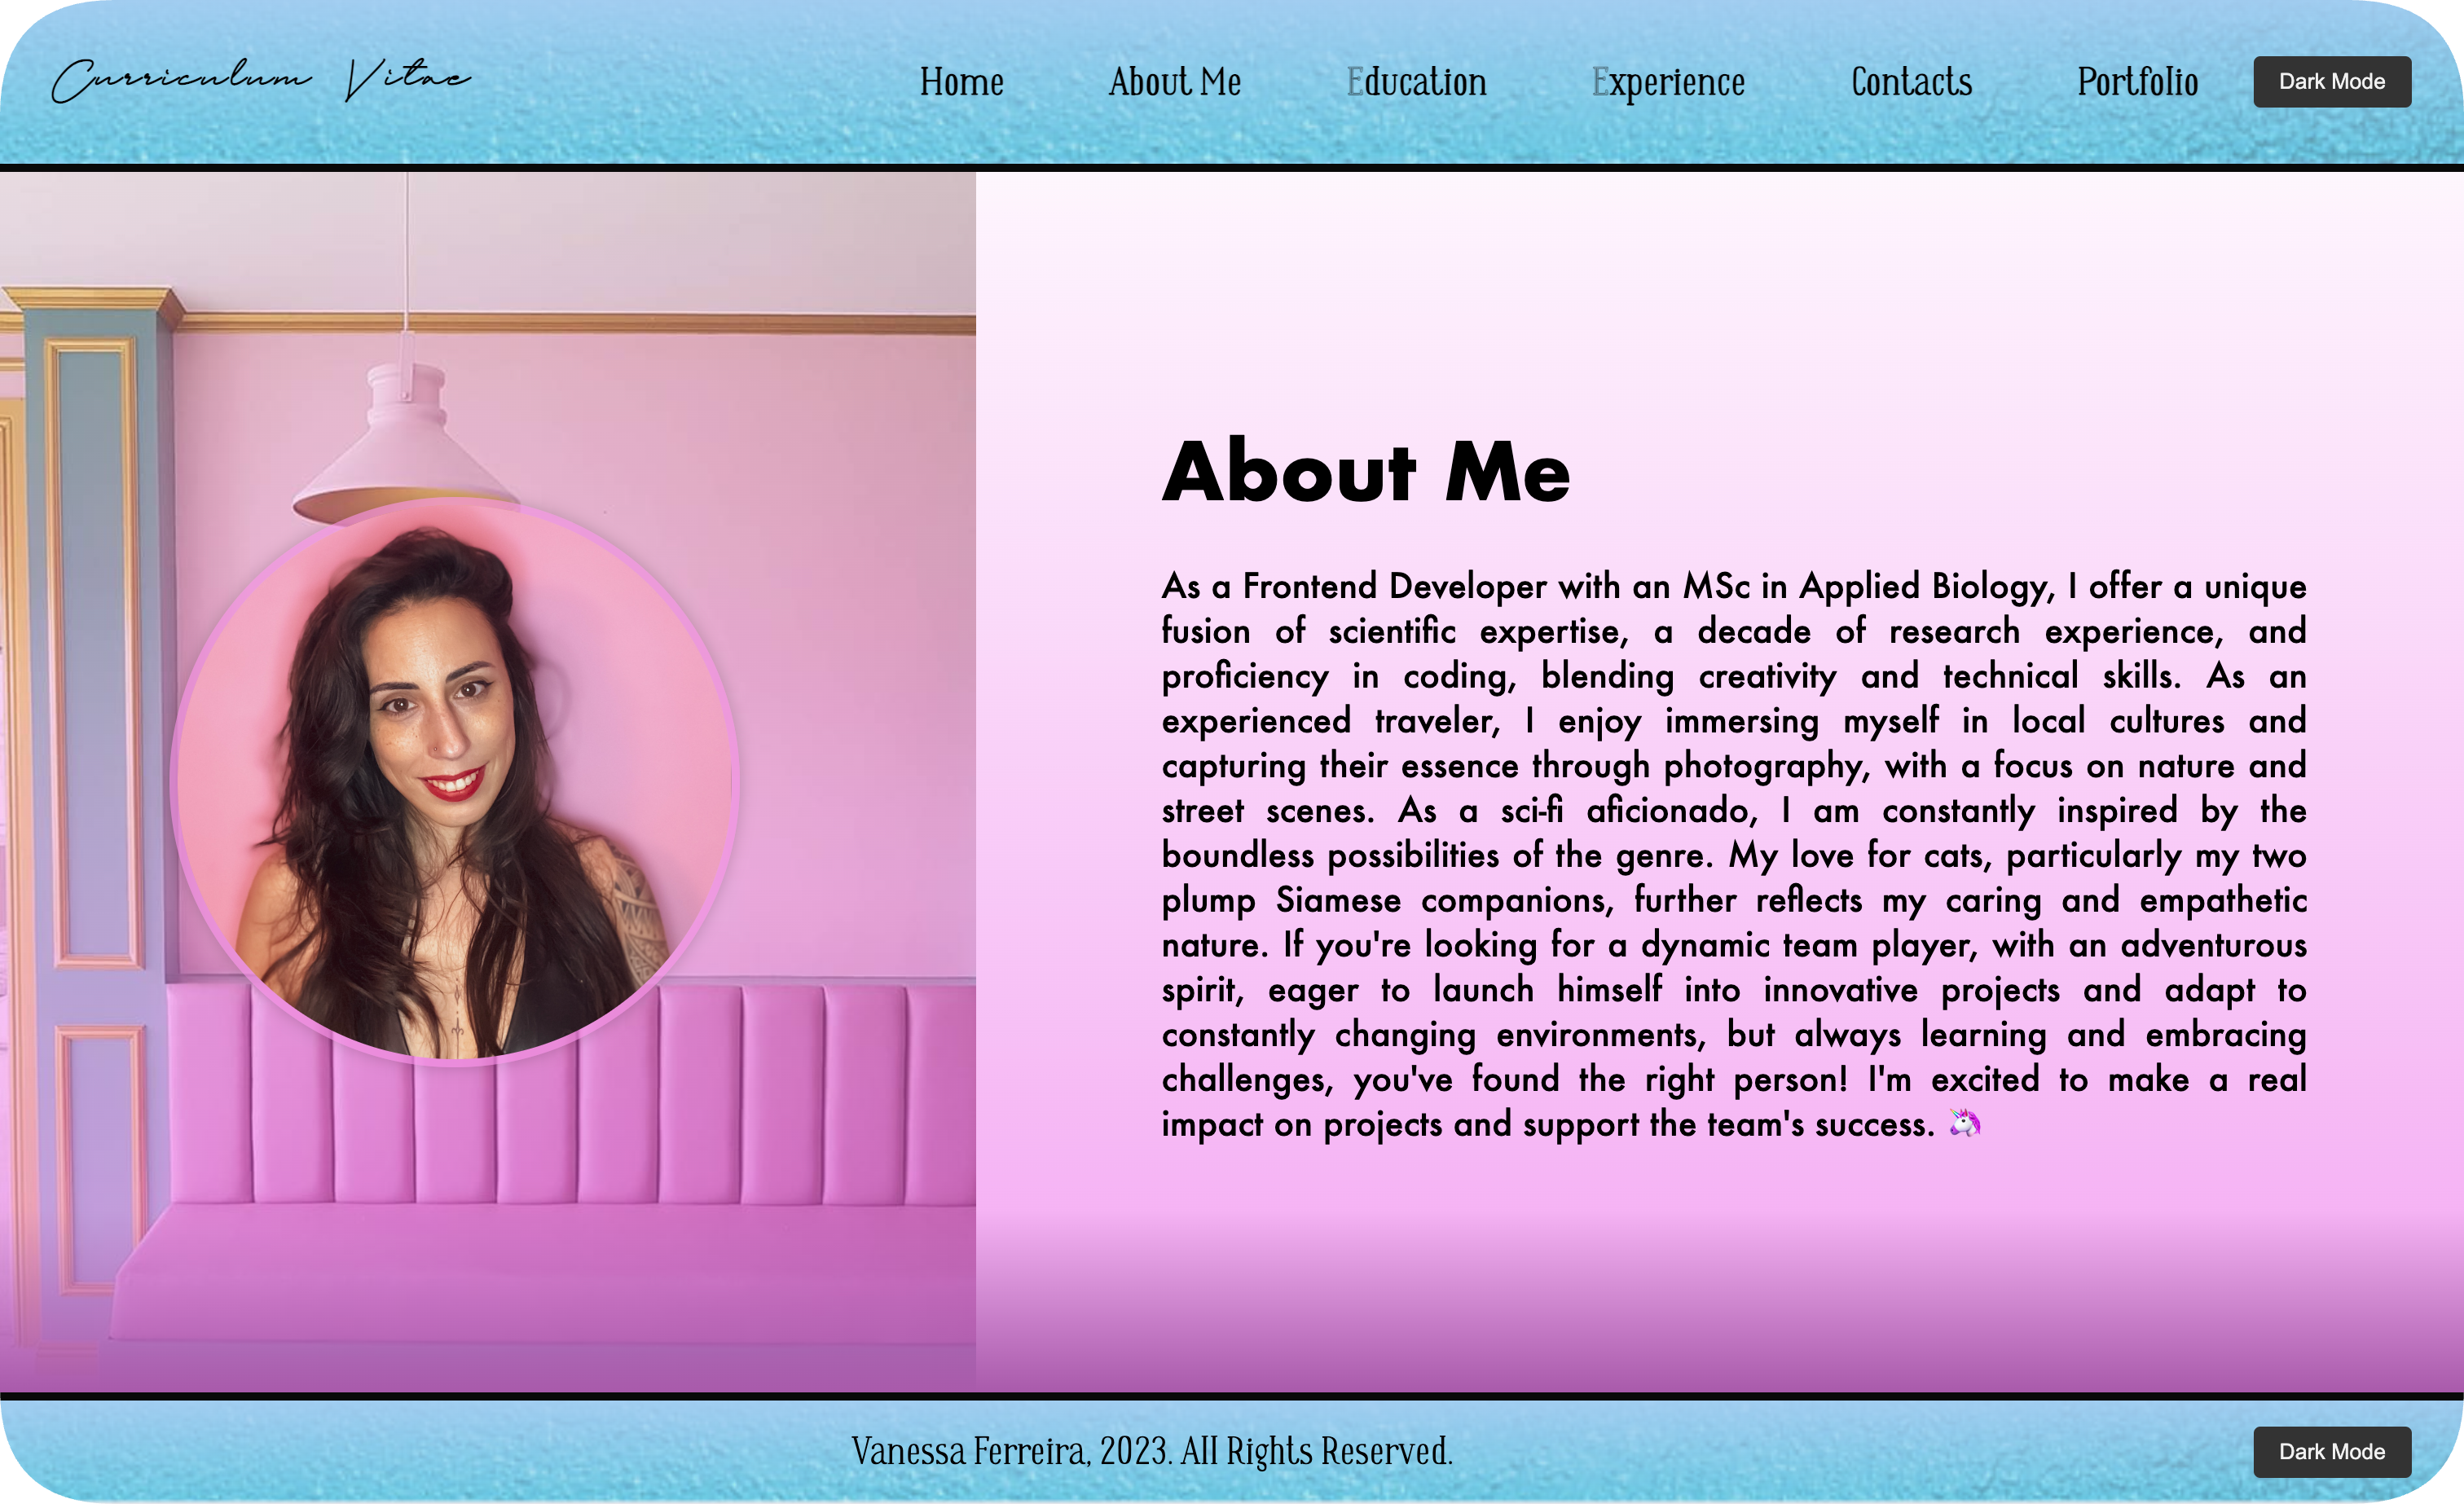 Curriculum Vitae
Home About Me Education Experience Contacts Portfolio Dark Mode
About Me
As a Frontend Developer with an MSc in Applied Biology, I offer a unique
fusion of scientific expertise, a decade of research experience, and
proficiency in coding, blending creativity and technical skills. As an
experienced traveler, I enjoy immersing myself in local cultures and
capturing their essence through photography, with a focus on nature and
street scenes. As a sci-fi aficionado, I am constantly inspired by the
boundless possibilities of the genre. My love for cats, particularly my two
plump Siamese companions, further reflects my caring and empathetic
nature. If you're looking for a dynamic team player, with an adventurous
spirit, eager to launch himself into innovative projects and adapt to
constantly changing environments, but always learning and embracing
challenges, you've found the right person! I'm excited to make a real
impact on projects and support the team's success. 🦄
Vanessa Ferreira, 2023. All Rights Reserved.
Dark Mode